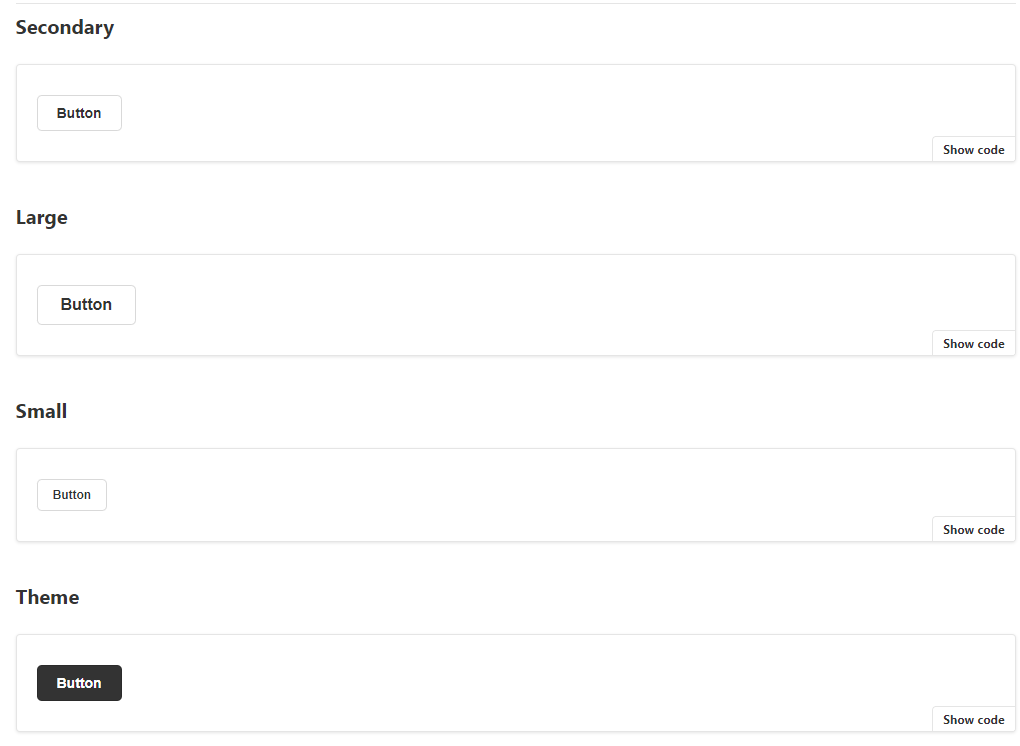 Secondary
Button
Show code
Large
Button
Show code
Small
Button
Show code
Theme
Button
Show code